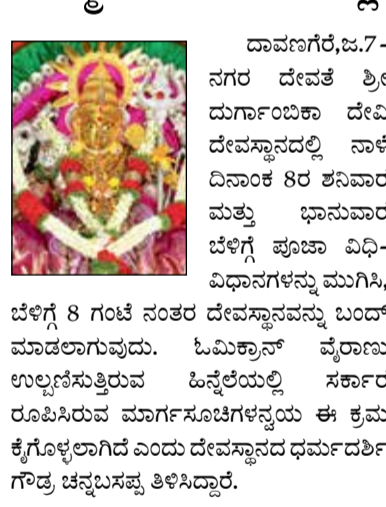 ದಾವಣಗೆರೆ,ಜ.7-
ನಗರ ದೇವತೆ ಶ್ರೀ
ದುರ್ಗಾಂಬಿಕಾ ದೇವಿ
ದೇವಸ್ಥಾನದಲ್ಲಿ ನಾಳೆ
ದಿನಾಂಕ 8ರ ಶನಿವಾರ
ಮತ್ತು ಭಾನುವಾರ
ಬೆಳಿಗ್ಗೆ ಪೂಜಾ ವಿಧಿ-
ವಿಧಾನಗಳನ್ನು ಮುಗಿಸಿ,
ಬೆಳಿಗ್ಗೆ 8 ಗಂಟೆ ನಂತರ ದೇವಸ್ಥಾನವನ್ನು ಬಂದ್
ಮಾಡಲಾಗುವುದು. ಓಮಿಕ್ರಾನ್ ವೈರಾಣು
ಉಲ್ಬಣಿಸುತ್ತಿರುವ ಹಿನ್ನೆಲೆಯಲ್ಲಿ ಸರ್ಕಾರ
ರೂಪಿಸಿರುವ ಮಾರ್ಗಸೂಚಿಗಳನ್ವಯ ಈ ಕ್ರಮ
ಕೈಗೊಳ್ಳಲಾಗಿದೆ ಎಂದು ದೇವಸ್ಥಾನದ ಧರ್ಮದರ್ಶಿ
ಗೌಡ್ರ ಚನ್ನಬಸಪ್ಪ ತಿಳಿಸಿದ್ದಾರೆ.